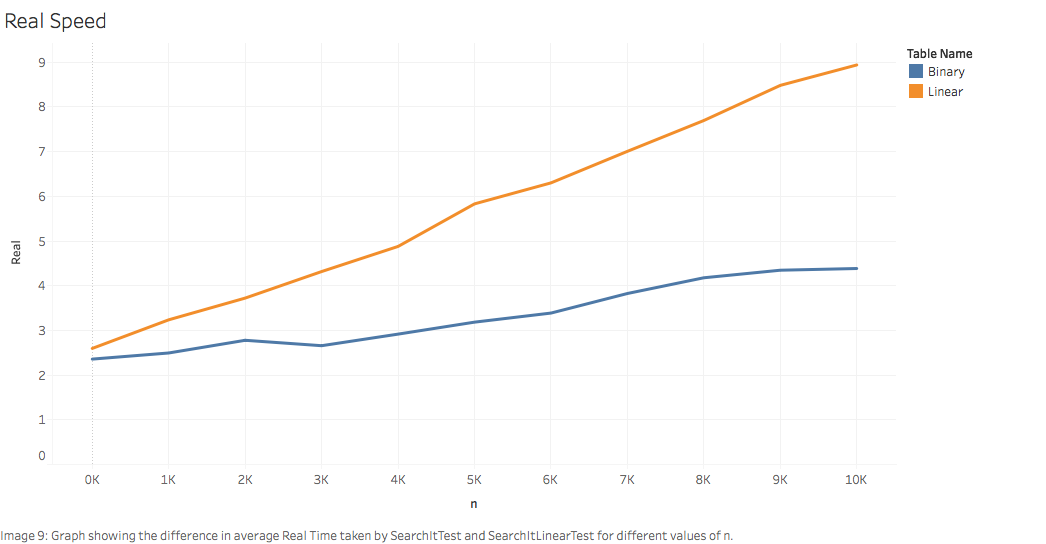 Real Speed
Table Name
Binary
Linear
9
8
7
6
5
4
3
2
1
0
Real
0K 1K 2K 3K 4K 5K 6K 7K 8K 9K 10K
n
Image 9: Graph showing the difference in average Real Time taken by SearchItTest and SearchItLinearTest for different values of n.